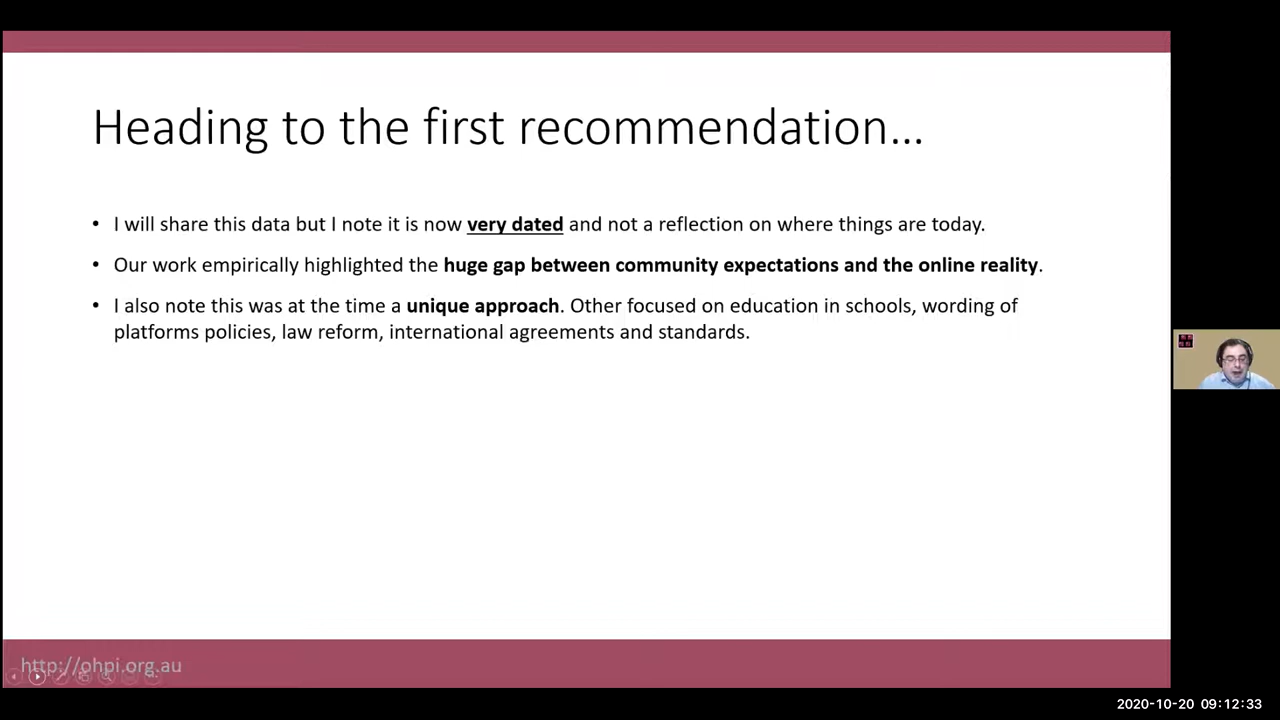 Heading to the first recommendation...
• I will share this data but I note it is now very dated and not a reflection on where things are today.
• Our work empirically highlighted the huge gap between community expectations and the online reality.
• I also note this was at the time a unique approach. Other focused on education in schools, wording of
platforms policies, law reform, international agreements and standards.
http://ohpi.org.au
2020-10-20 09:12:33